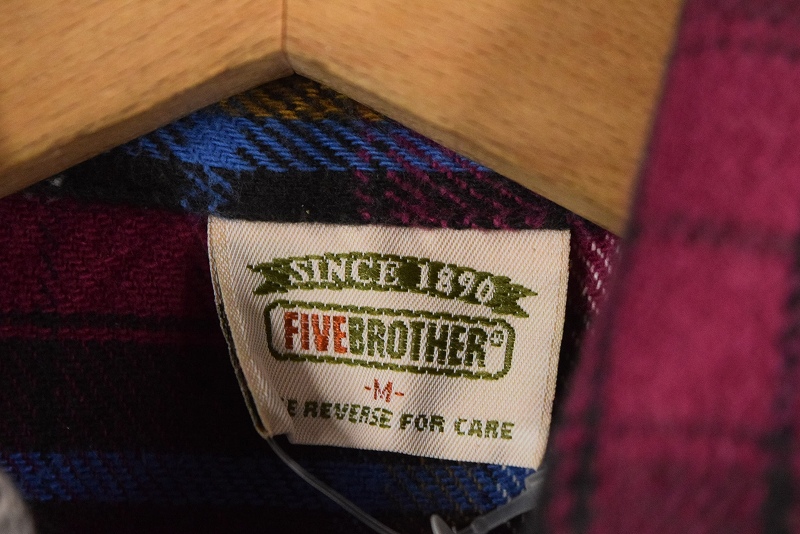 SINCE 1890
FIVEBROTHER®
-M-
E REVERSE FOR CARE